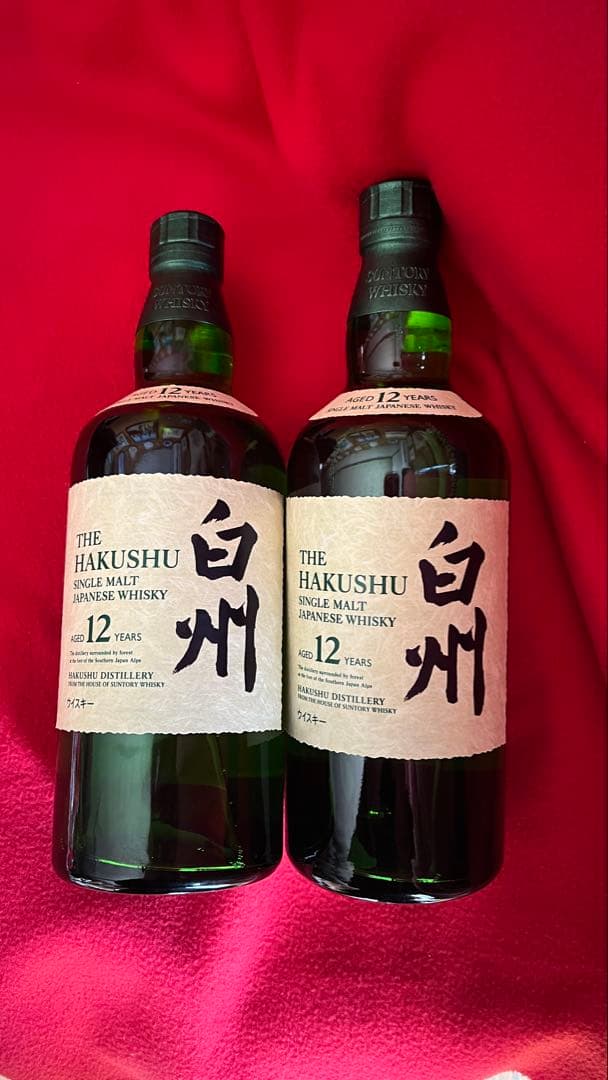 SUNTORY
WHISKY
AGED 12 YEARS
SINGLE MALT JAPANESE WHISKY
THE
HAKUSHU
SINGLE MALT
JAPANESE WHISKY
AGED 12 YEARS
The distillery surrounded by forest
at the foot of the Southern Japan Alps
HAKUSHU DISTILLERY
FROM THE HOUSE OF SUNTORY WHISKY
ウイスキー
白州
SUNTORY
WHISKY
AGED 12 YEARS
SINGLE MALT JAPANESE WHISKY
THE
HAKUSHU
SINGLE MALT
JAPANESE WHISKY
AGED 12 YEARS
The distillery surrounded by forest
at the foot of the Southern Japan Alps
HAKUSHU DISTILLERY
FROM THE HOUSE OF SUNTORY WHISKY
ウイスキー
白州